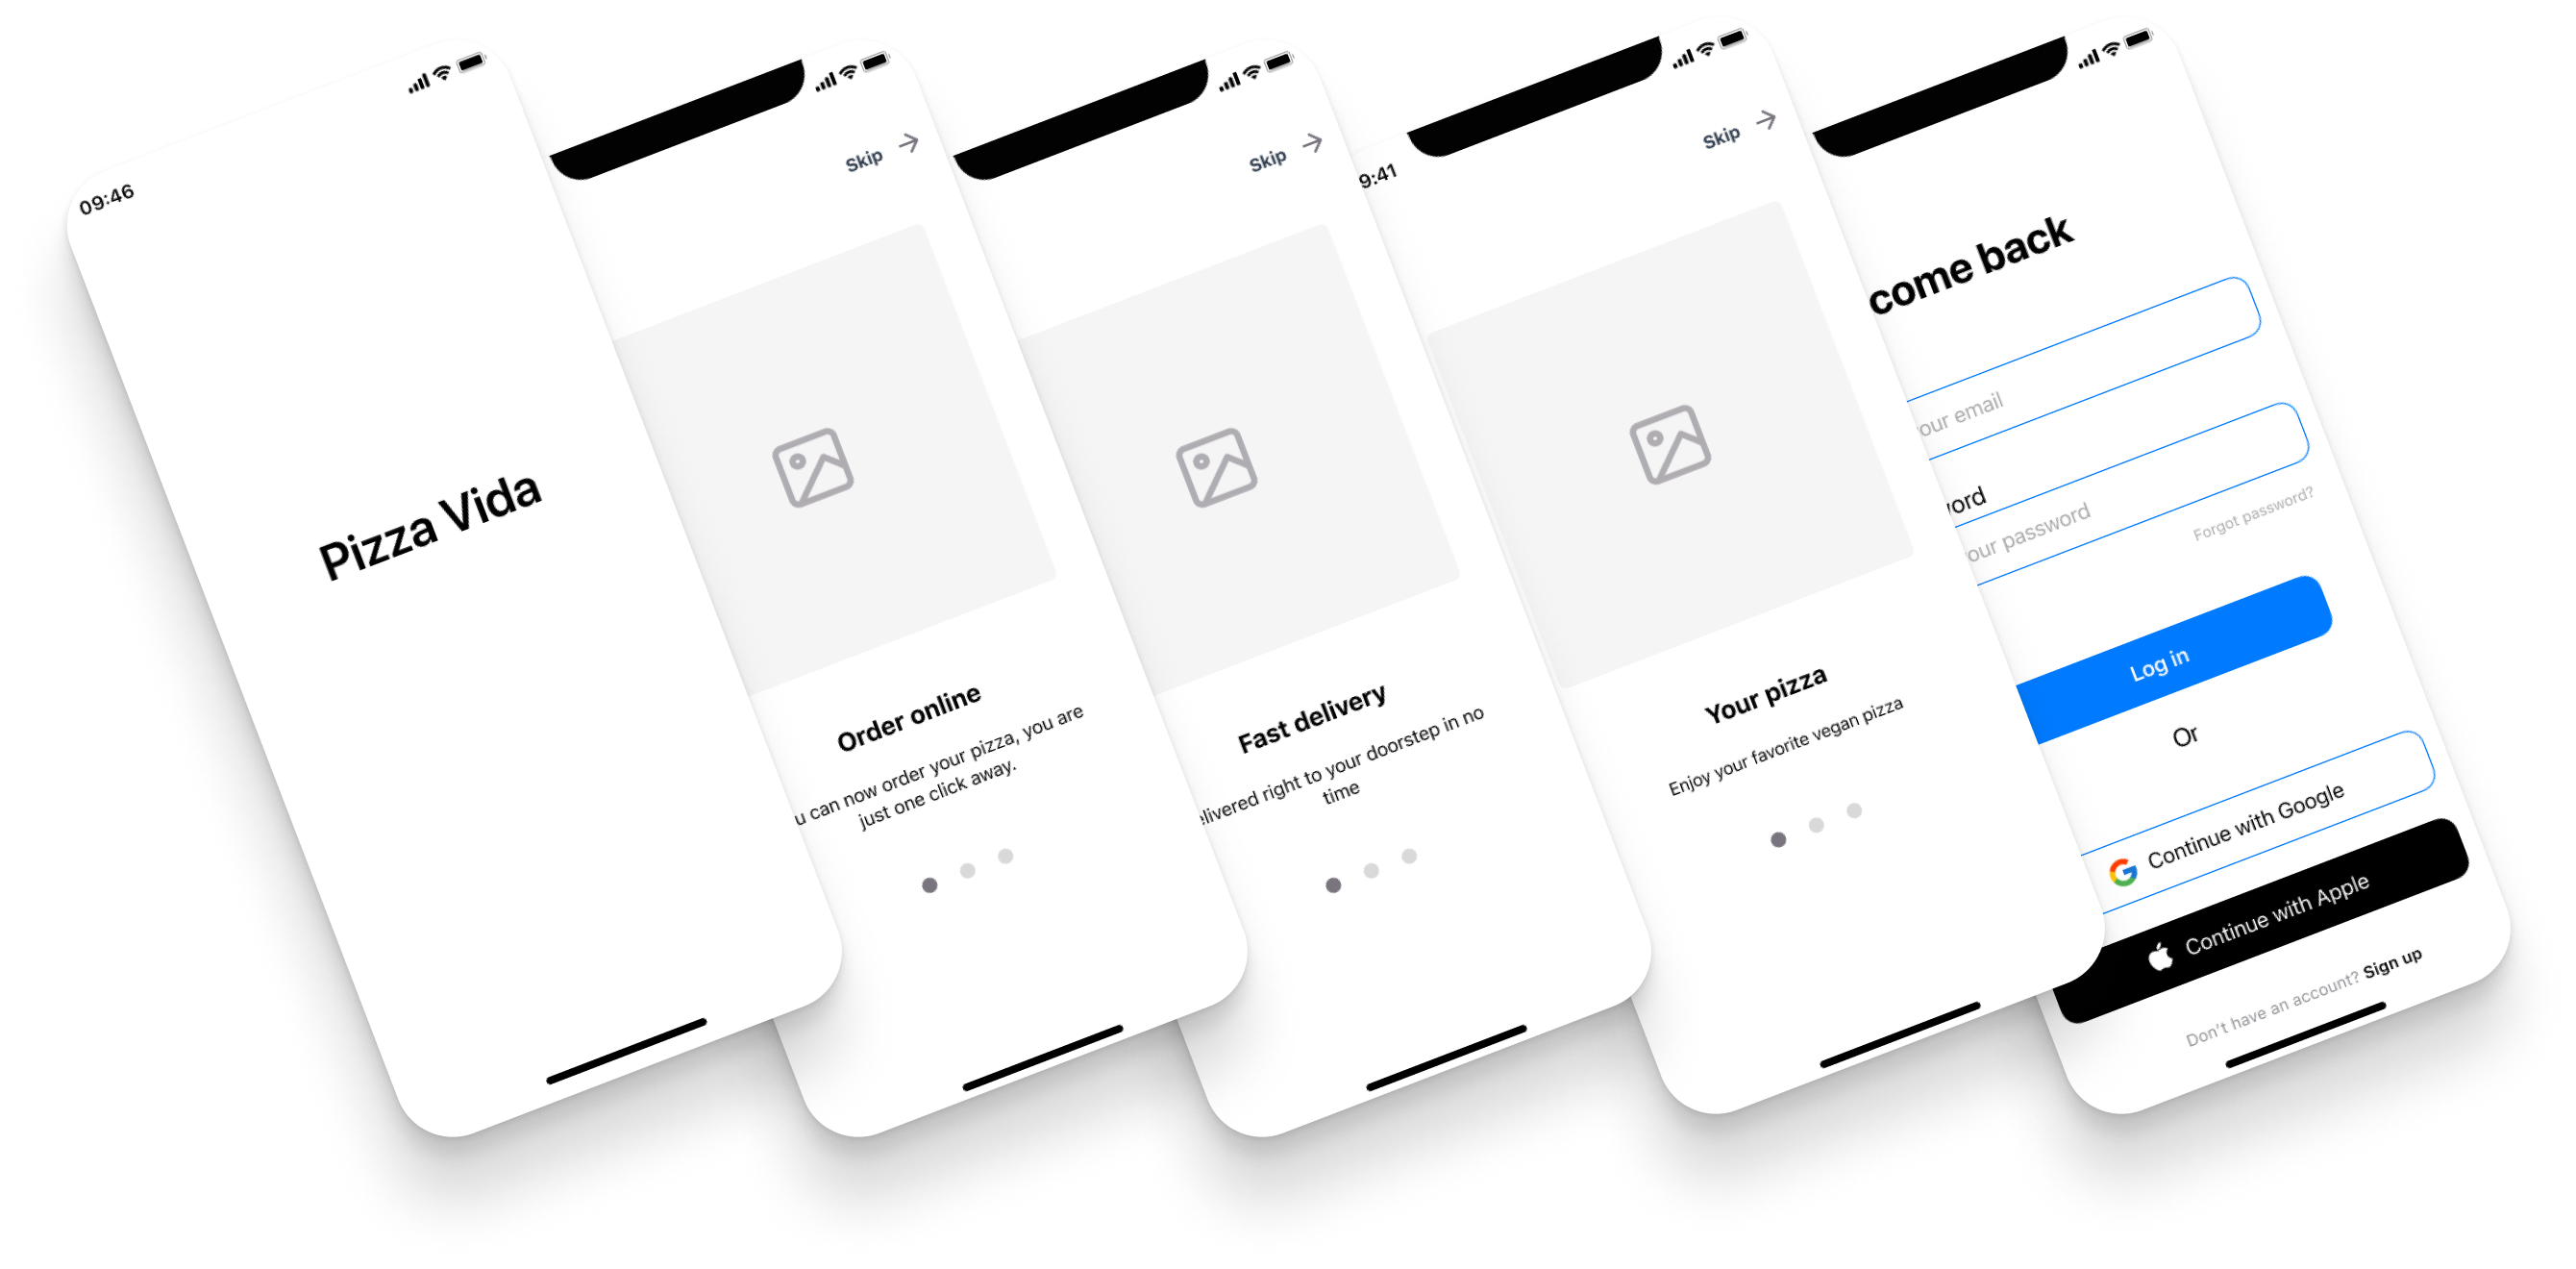 09:46
Pizza Vida
Skip
Order online
can now order your pizza, you are
just one click away.
Skip
Fast delivery
right to your doorstep in no
time
9:41
Skip
Your pizza
Enjoy your favorite vegan pizza
come back
our email
ord
our password
Forgot password?
Log in
Or
Continue with Google
Continue with Apple
Don't have an account? Sign up